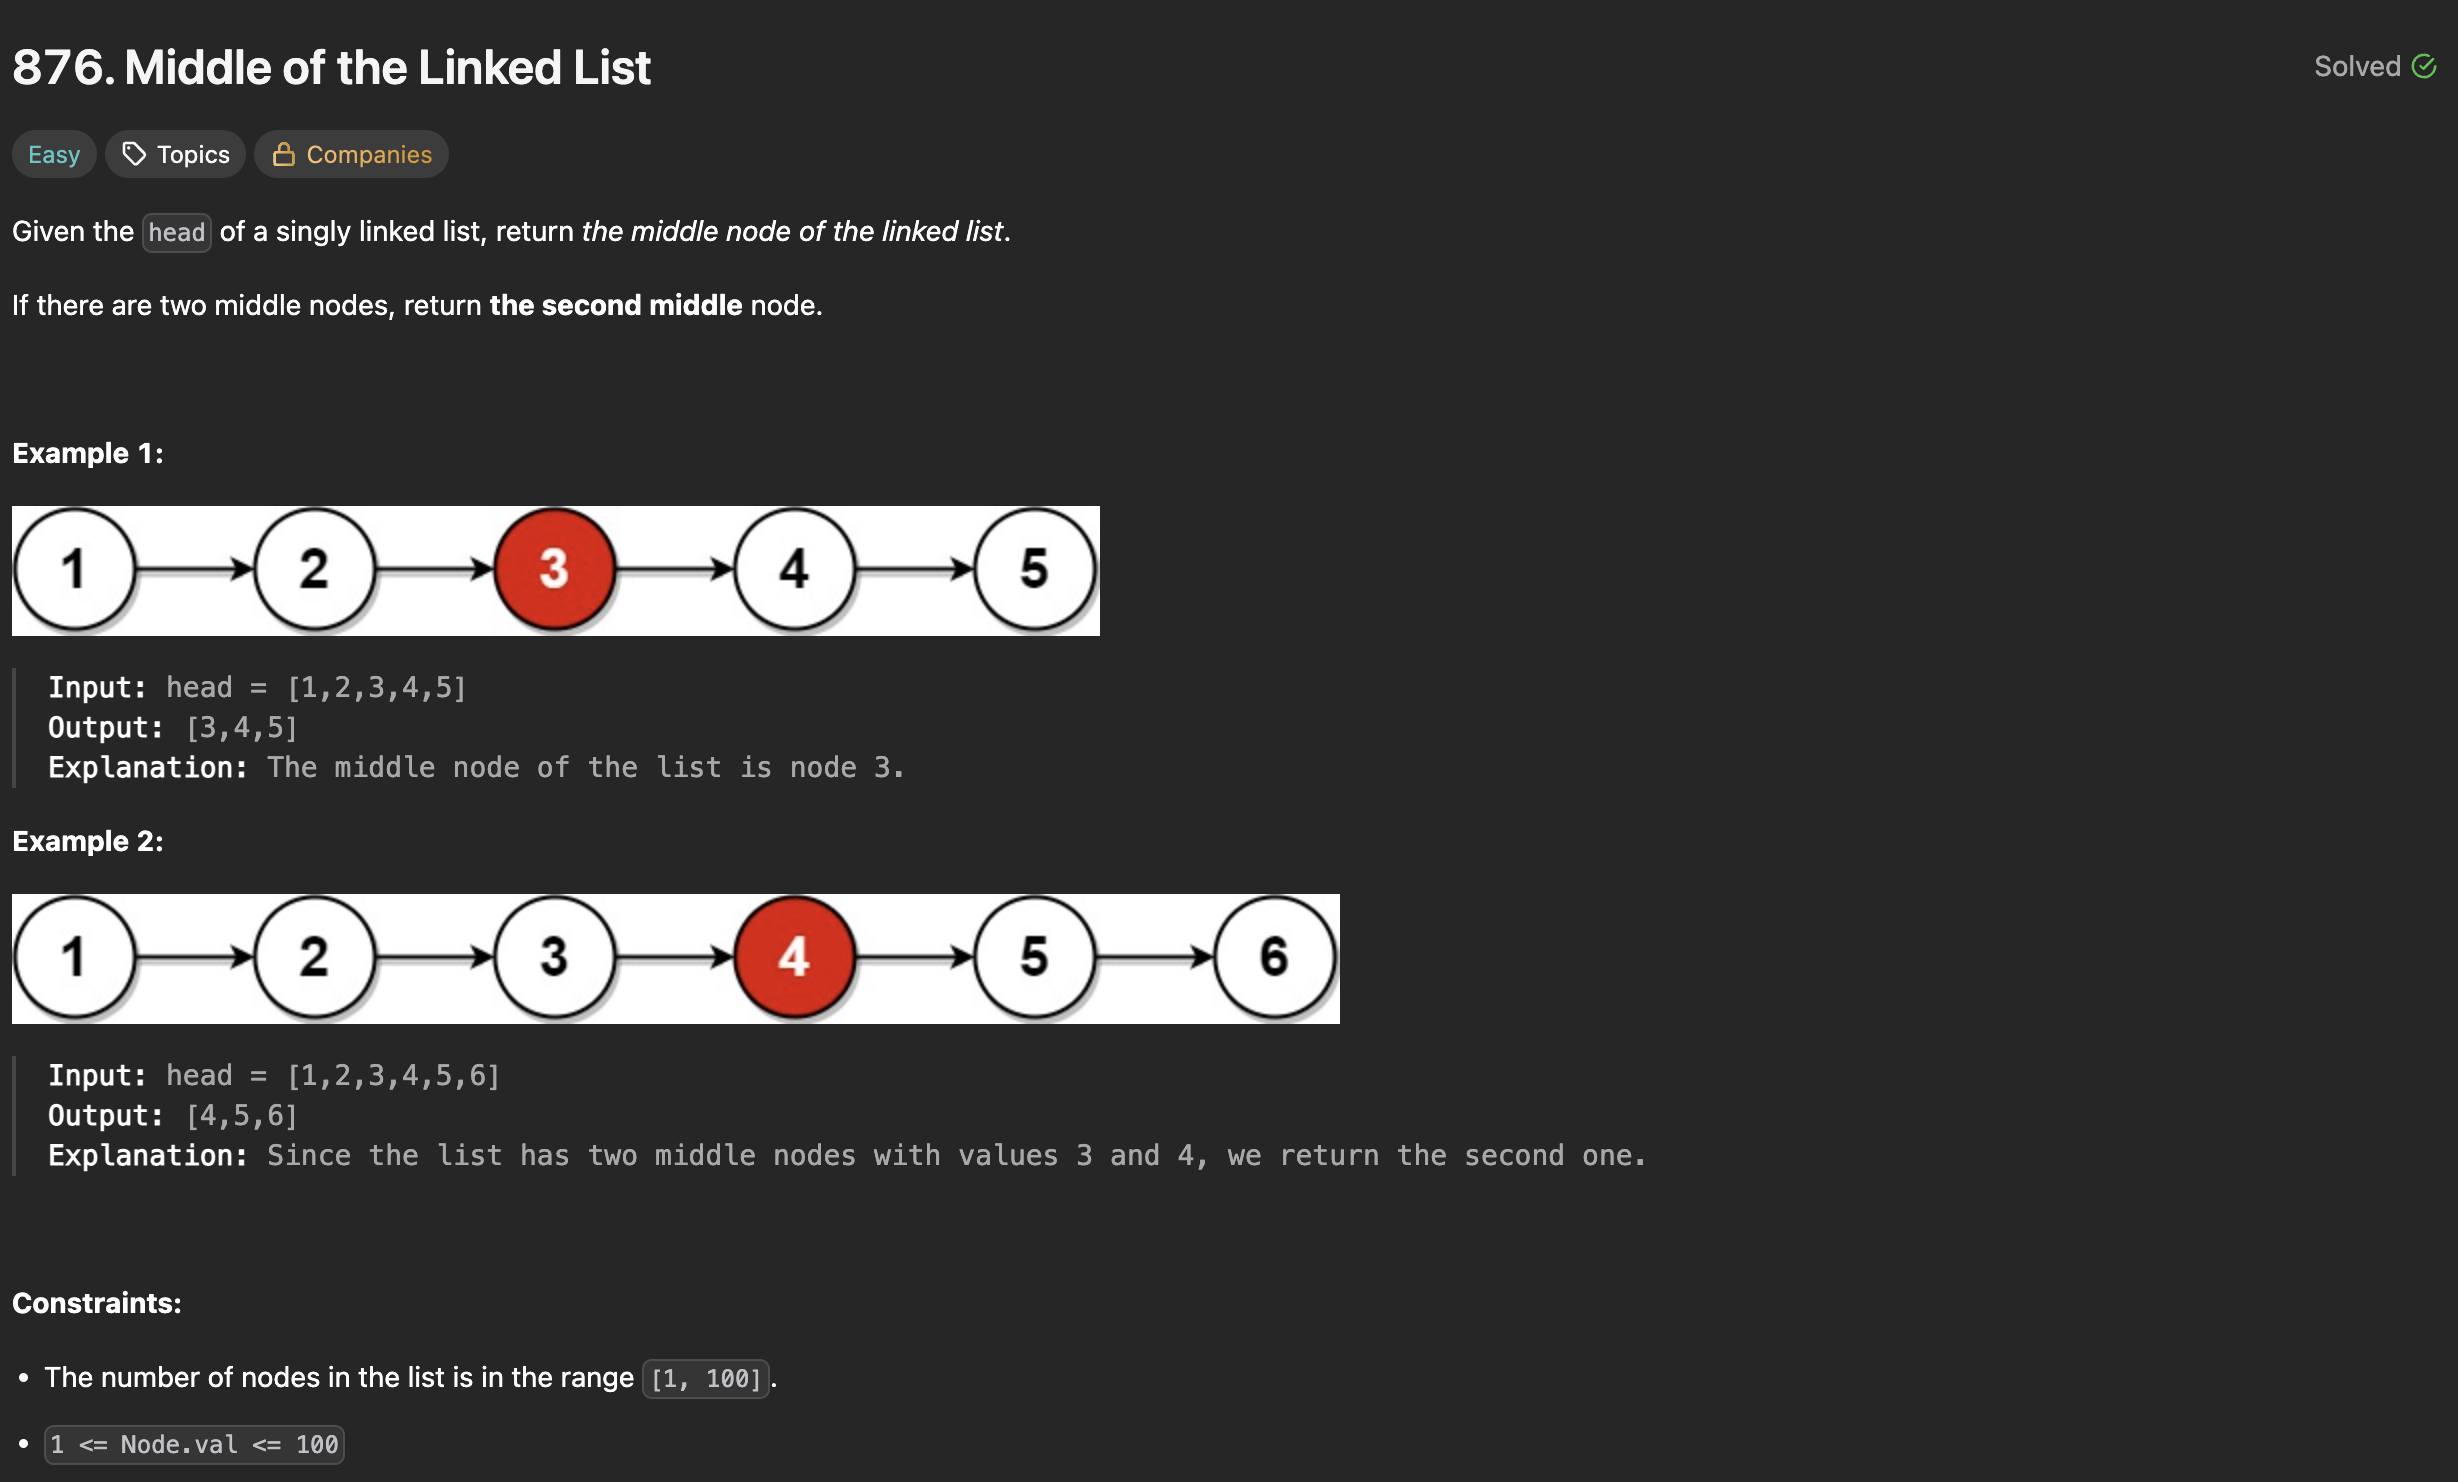 876. Middle of the Linked List
Solved
Easy Topics Companies
Given the head of a singly linked list, return the middle node of the linked list.
If there are two middle nodes, return the second middle node.
Example 1:
1 2 3 4 5
Input: head = [1,2,3,4,5]
Output: [3,4,5]
Explanation: The middle node of the list is node 3.
Example 2:
1 2 3 4 5 6
Input: head = [1,2,3,4,5,6]
Output: [4,5,6]
Explanation: Since the list has two middle nodes with values 3 and 4, we return the second one.
Constraints:
• The number of nodes in the list is in the range [1, 100].
• 1 <= Node.val <= 100